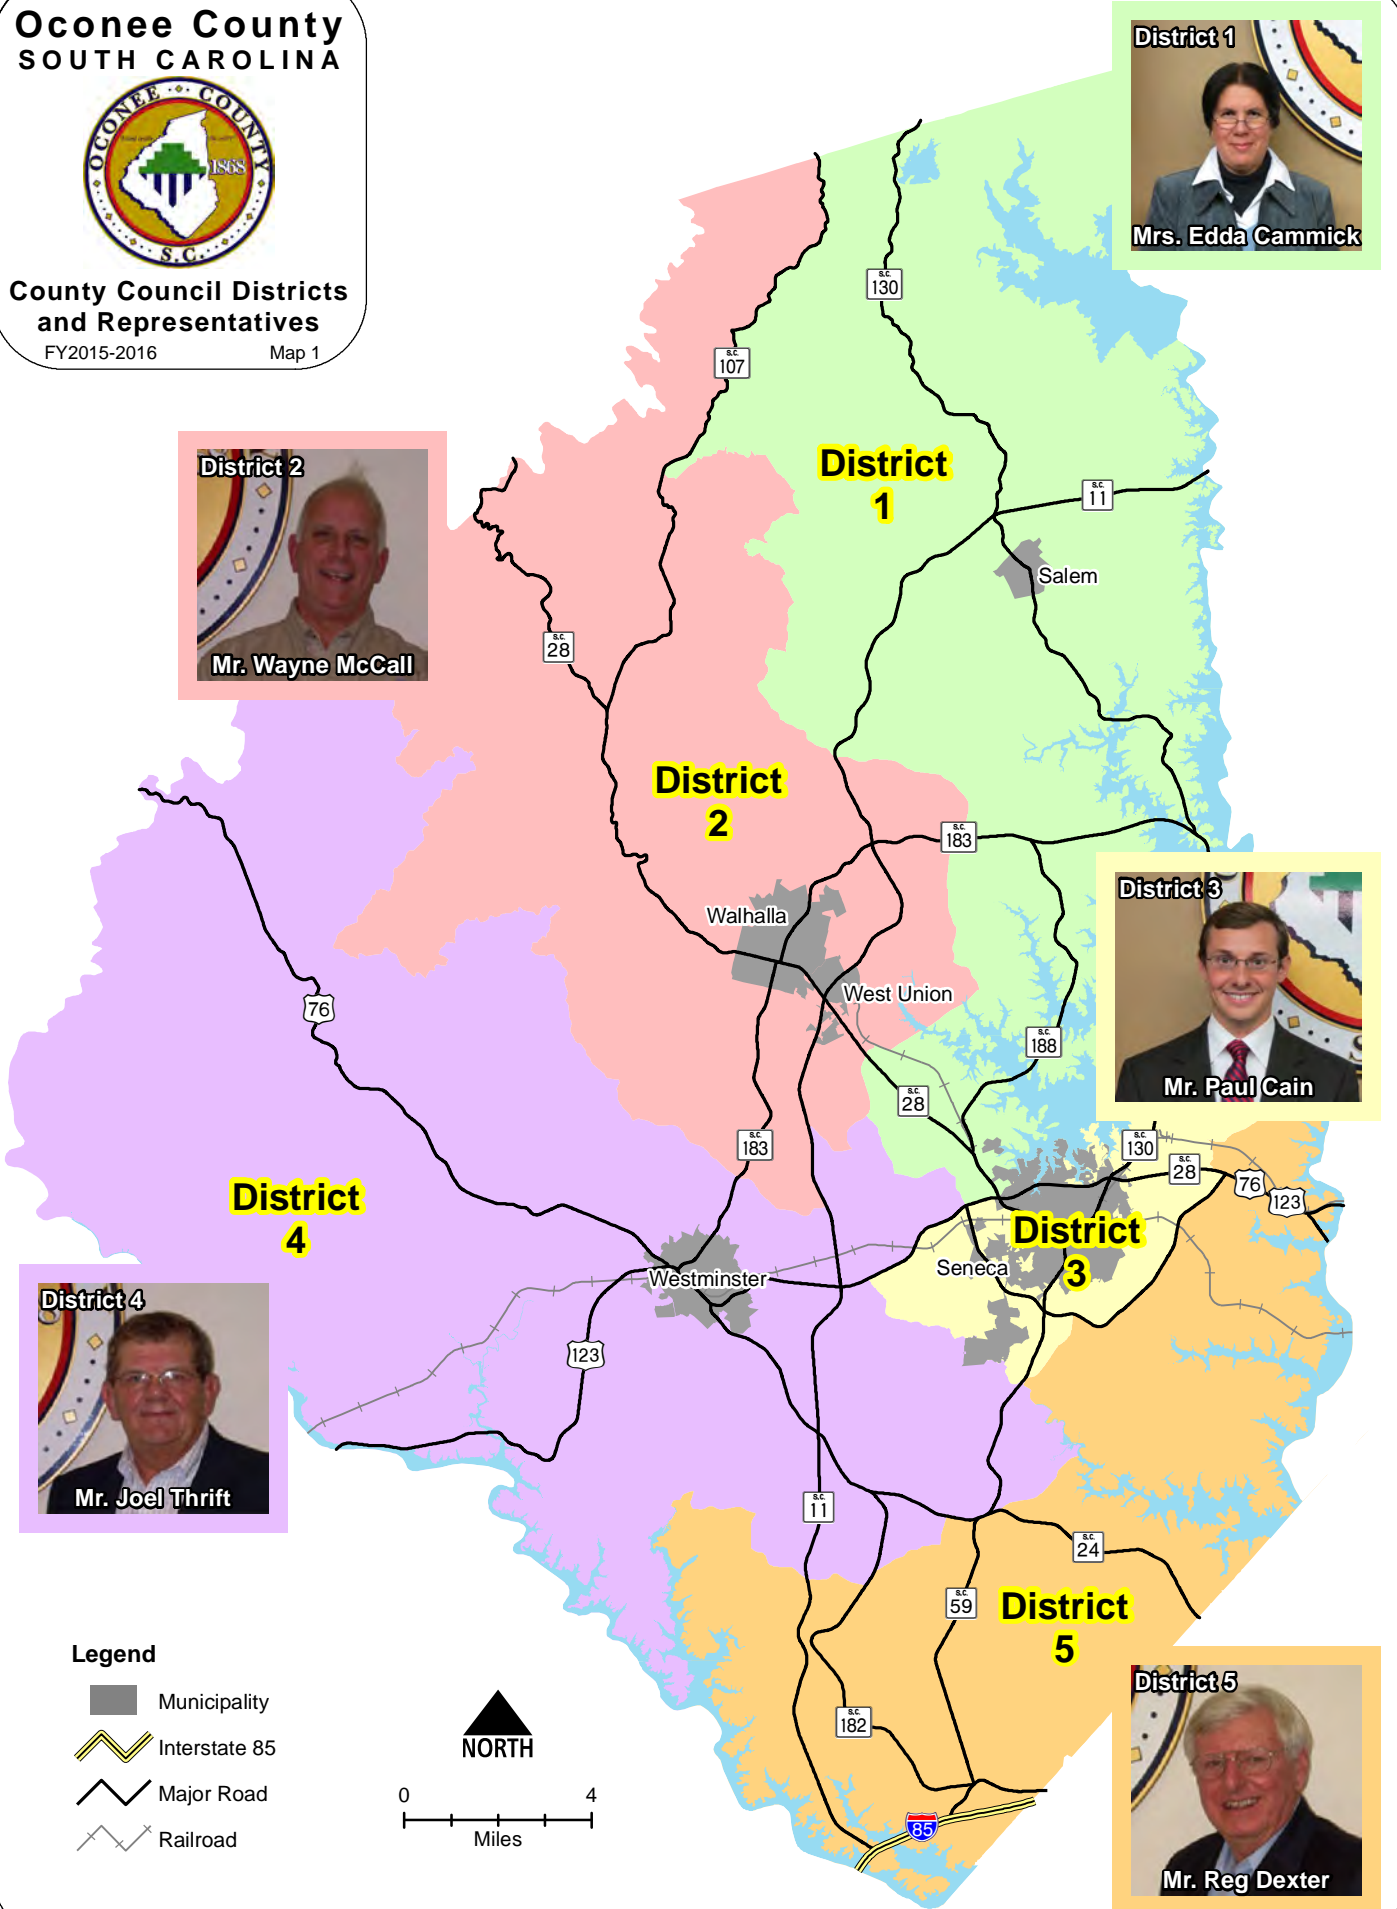 Oconee County
SOUTH CAROLINA
OCONEE COUNTY
1868
S.C.
County Council Districts
and Representatives
FY2015-2016 Map 1
District 1
Mrs. Edda Cammick
S.C.
130
S.C.
107
District 2
Mr. Wayne McCall
District
1
S.C.
11
Salem
S.C.
28
District
2
S.C.
183
District 3
Mr. Paul Cain
Walhalla
West Union
76
S.C.
188
S.C.
28
S.C.
183
S.C.
130
S.C.
28
76
123
District
4
District
3
Seneca
Westminster
District 4
Mr. Joel Thrift
123
S.C.
11
S.C.
24
S.C.
59
District
5
S.C.
182
85
District 5
Mr. Reg Dexter
Legend
Municipality
Interstate 85
Major Road
Railroad
NORTH
0 4
Miles